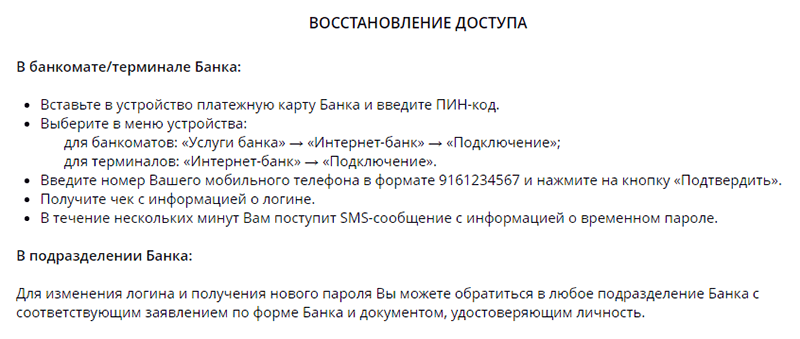 ВОССТАНОВЛЕНИЕ ДОСТУПА
В банкомате/терминале Банка:
• Вставьте в устройство платежную карту Банка и введите ПИН-код.
• Выберите в меню устройства:
для банкоматов: «Услуги банка» → «Интернет-банк» → «Подключение»;
для терминалов: «Интернет-банк» → «Подключение».
• Введите номер Вашего мобильного телефона в формате 9161234567 и нажмите на кнопку «Подтвердить».
• Получите чек с информацией о логине.
• В течение нескольких минут Вам поступит SMS-сообщение с информацией о временном пароле.
В подразделении Банка:
Для изменения логина и получения нового пароля Вы можете обратиться в любое подразделение Банка с
соответствующим заявлением по форме Банка и документом, удостоверяющим личность.